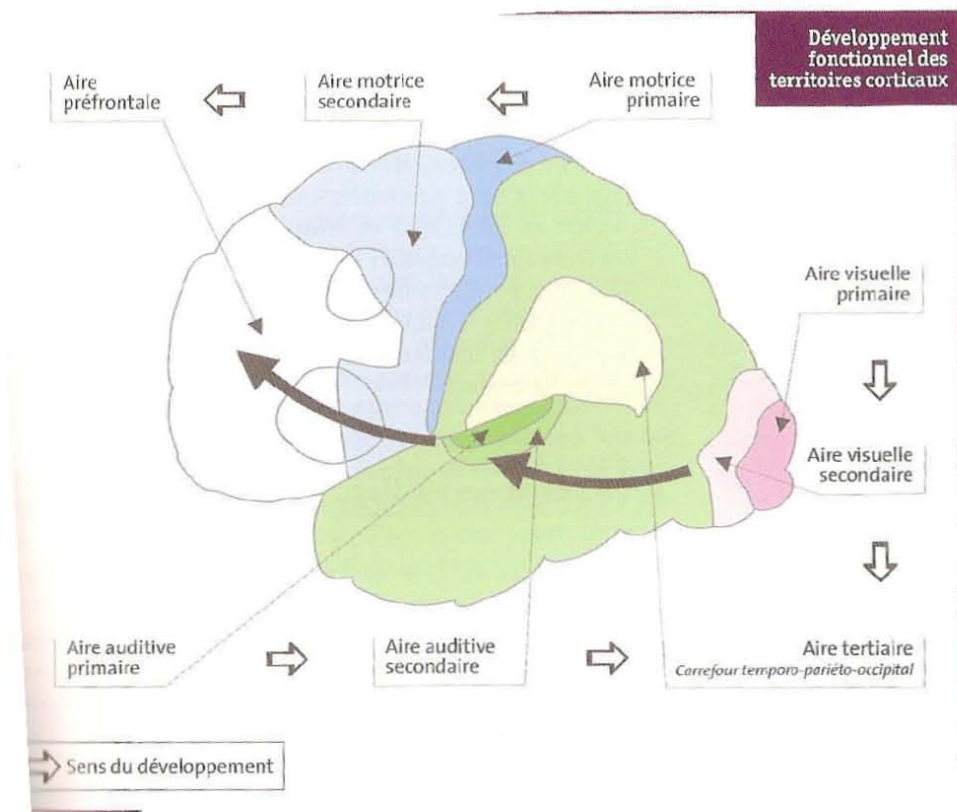 Développement
fonctionnel des
territoires corticaux
Aire
préfrontale
Aire motrice
secondaire
Aire motrice
primaire
Aire visuelle
primaire
Aire visuelle
secondaire
Aire auditive
primaire
Aire auditive
secondaire
Aire tertiaire
Carrefour temporo-pariéto-occipital
Sens du développement